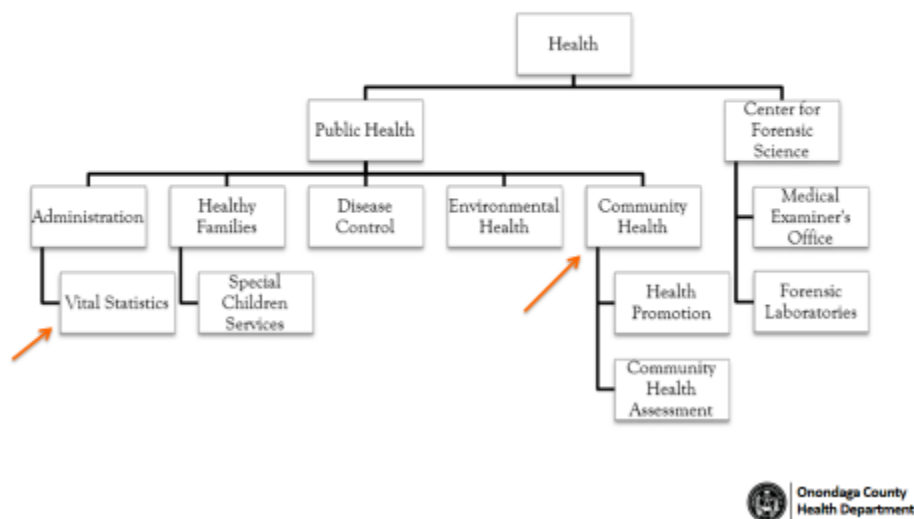 Health
Public Health
Center for
Forensic
Science
Administration
Healthy
Families
Disease
Control
Environmental
Health
Community
Health
Medical
Examiner's
Office
Vital Statistics
Special
Children
Services
Health
Promotion
Forensic
Laboratories
Community
Health
Assessment
Onondaga County
Health Department